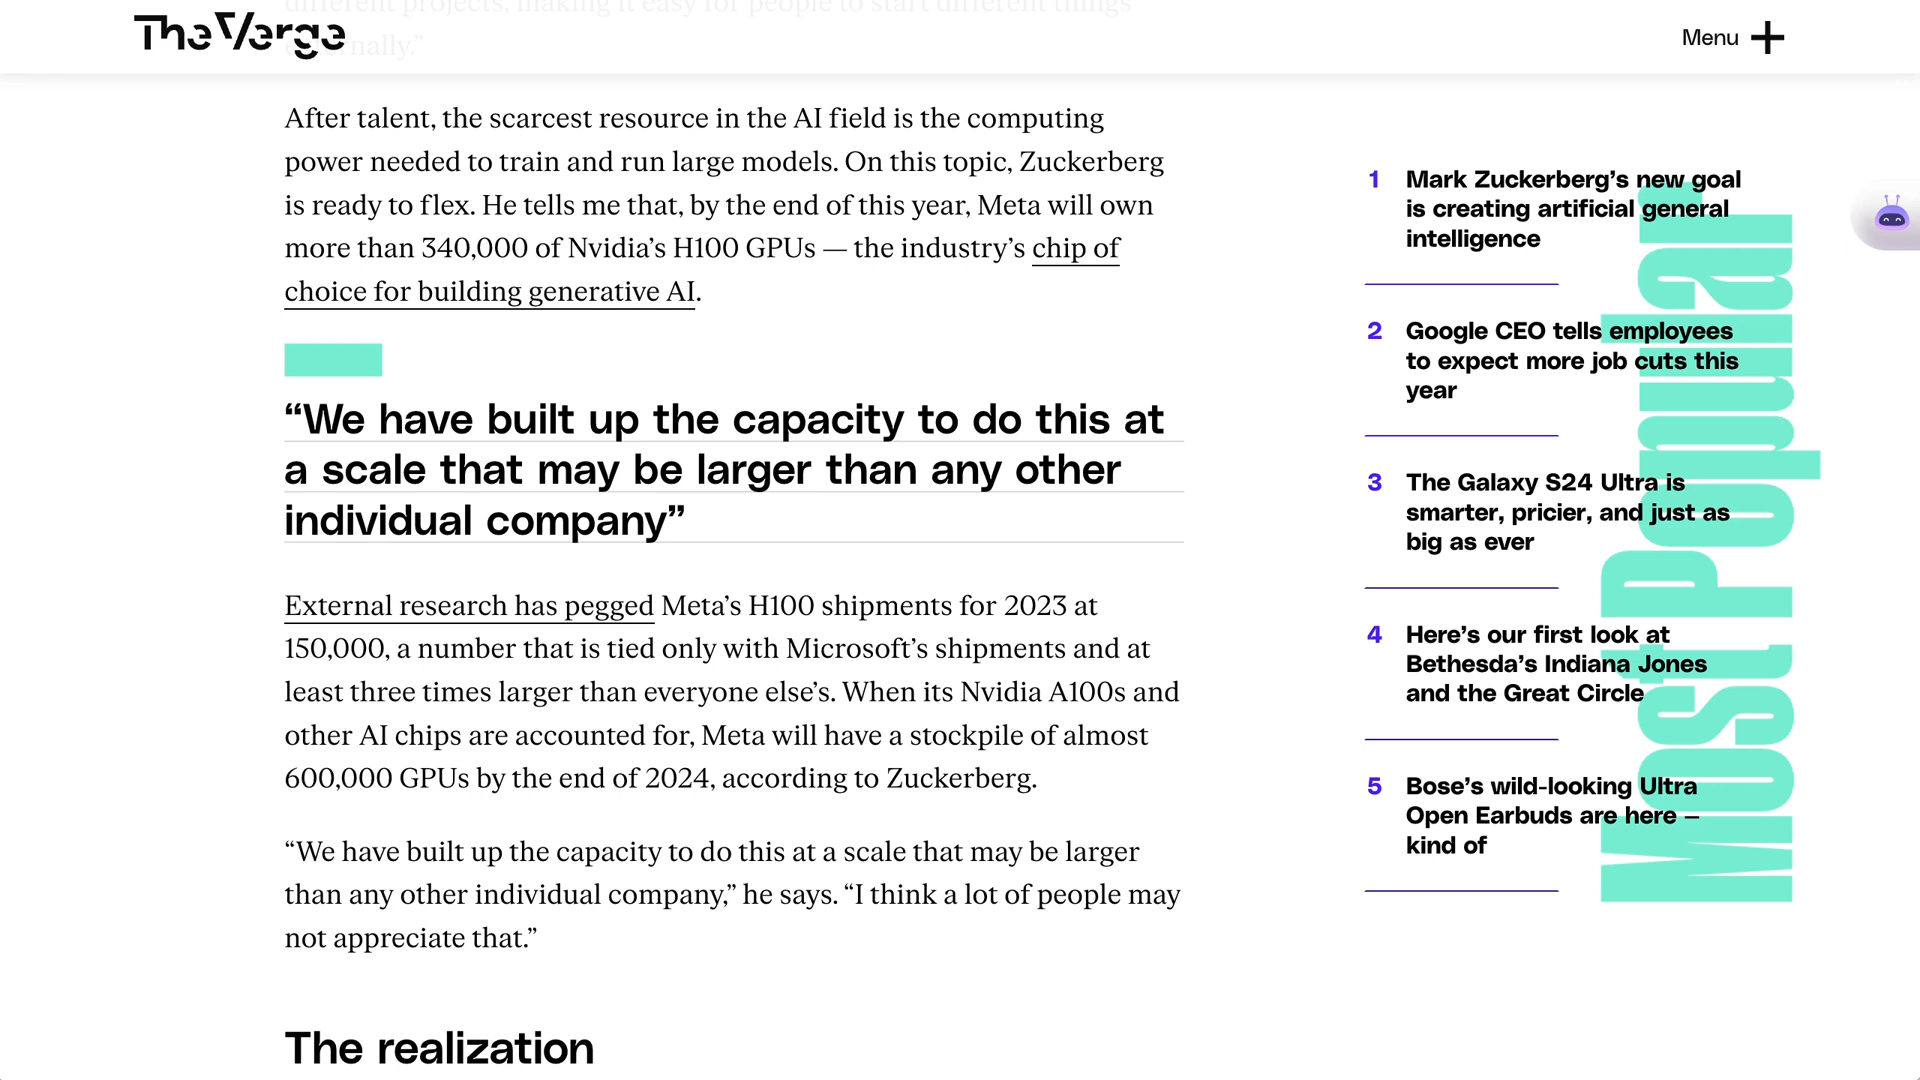 different projects, making it easy for people to start different things
The Verge
nally.”
Menu
After talent, the scarcest resource in the AI field is the computing
power needed to train and run large models. On this topic, Zuckerberg
is ready to flex. He tells me that, by the end of this year, Meta will own
more than 340,000 of Nvidia’s H100 GPUs — the industry’s chip of
choice for building generative AI.
“We have built up the capacity to do this at
a scale that may be larger than any other
individual company”
External research has pegged Meta’s H100 shipments for 2023 at
150,000, a number that is tied only with Microsoft’s shipments and at
least three times larger than everyone else’s. When its Nvidia A100s and
other AI chips are accounted for, Meta will have a stockpile of almost
600,000 GPUs by the end of 2024, according to Zuckerberg.
“We have built up the capacity to do this at a scale that may be larger
than any other individual company,” he says. “I think a lot of people may
not appreciate that.”
The realization
Most Popular
1 Mark Zuckerberg’s new goal
is creating artificial general
intelligence
2 Google CEO tells employees
to expect more job cuts this
year
3 The Galaxy S24 Ultra is
smarter, pricier, and just as
big as ever
4 Here’s our first look at
Bethesda’s Indiana Jones
and the Great Circle
5 Bose’s wild-looking Ultra
Open Earbuds are here —
kind of